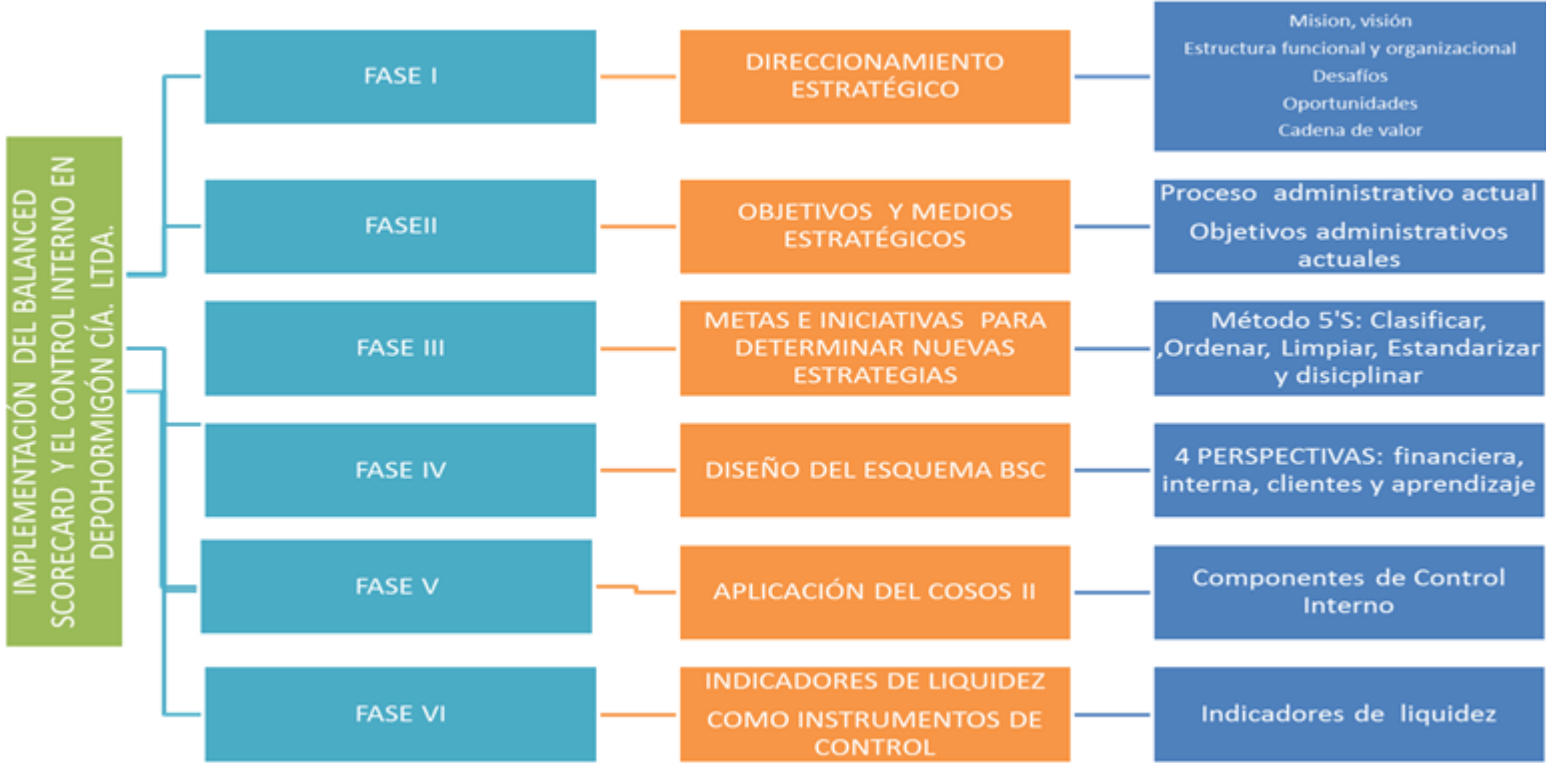 IMPLEMENTACIÓN DEL BALANCED
SCORECARD Y EL CONTROL INTERNO EN
DEPOHORMIGÓN CÍA. LTDA.
FASE I
DIRECCIONAMIENTO
ESTRATÉGICO
Mision, visión
Estructura funcional y organizacional
Desafíos
Oportunidades
Cadena de valor
FASEII
OBJETIVOS Y MEDIOS
ESTRATÉGICOS
Proceso administrativo actual
Objetivos administrativos
actuales
FASE III
METAS E INICIATIVAS PARA
DETERMINAR NUEVAS
ESTRATEGIAS
Método 5'S: Clasificar,
,Ordenar, Limpiar, Estandarizar
y disicplinar
FASE IV
DISEÑO DEL ESQUEMA BSC
4 PERSPECTIVAS: financiera,
interna, clientes y aprendizaje
FASE V
APLICACIÓN DEL COSOS II
Componentes de Control
Interno
FASE VI
INDICADORES DE LIQUIDEZ
COMO INSTRUMENTOS DE
CONTROL
Indicadores de liquidez